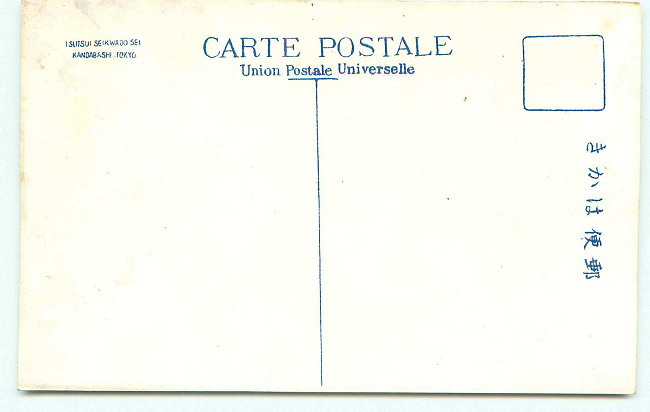 TSUTSUI SEIKWADO SEI
KANDABASHI, TOKYO
CARTE POSTALE
Union Postale Universelle
郵便はかき